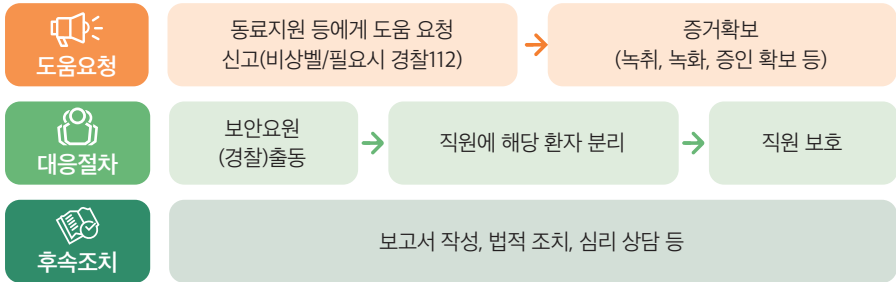 도움요청
동료지원 등에게 도움 요청
신고(비상벨/필요시 경찰112)
증거확보
(녹취, 녹화, 증인 확보 등)
대응절차
보안요원
(경찰)출동
직원에 해당 환자 분리
직원 보호
후속조치
보고서 작성, 법적 조치, 심리 상담 등